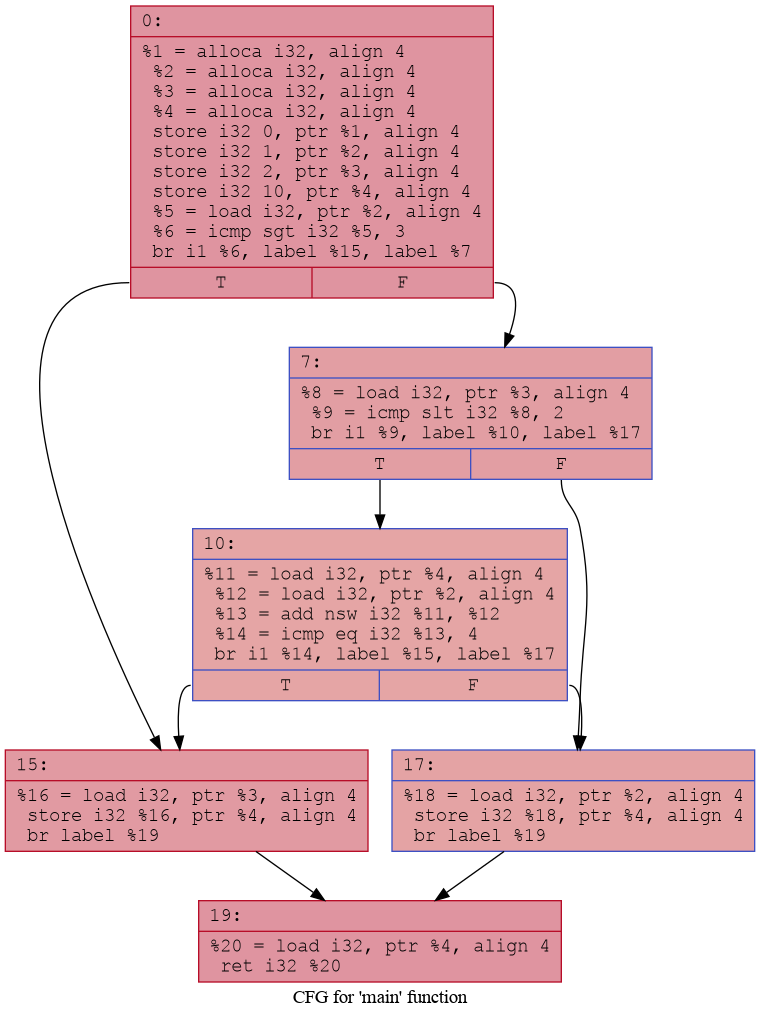 0:
%1 = alloca i32, align 4
%2 = alloca i32, align 4
%3 = alloca i32, align 4
%4 = alloca i32, align 4
store i32 0, ptr %1, align 4
store i32 1, ptr %2, align 4
store i32 2, ptr %3, align 4
store i32 10, ptr %4, align 4
%5 = load i32, ptr %2, align 4
%6 = icmp sgt i32 %5, 3
br i1 %6, label %15, label %7
T F
7:
%8 = load i32, ptr %3, align 4
%9 = icmp slt i32 %8, 2
br i1 %9, label %10, label %17
T F
10:
%11 = load i32, ptr %4, align 4
%12 = load i32, ptr %2, align 4
%13 = add nsw i32 %11, %12
%14 = icmp eq i32 %13, 4
br i1 %14, label %15, label %17
T F
15:
%16 = load i32, ptr %3, align 4
store i32 %16, ptr %4, align 4
br label %19
17:
%18 = load i32, ptr %2, align 4
store i32 %18, ptr %4, align 4
br label %19
19:
%20 = load i32, ptr %4, align 4
ret i32 %20
CFG for 'main' function